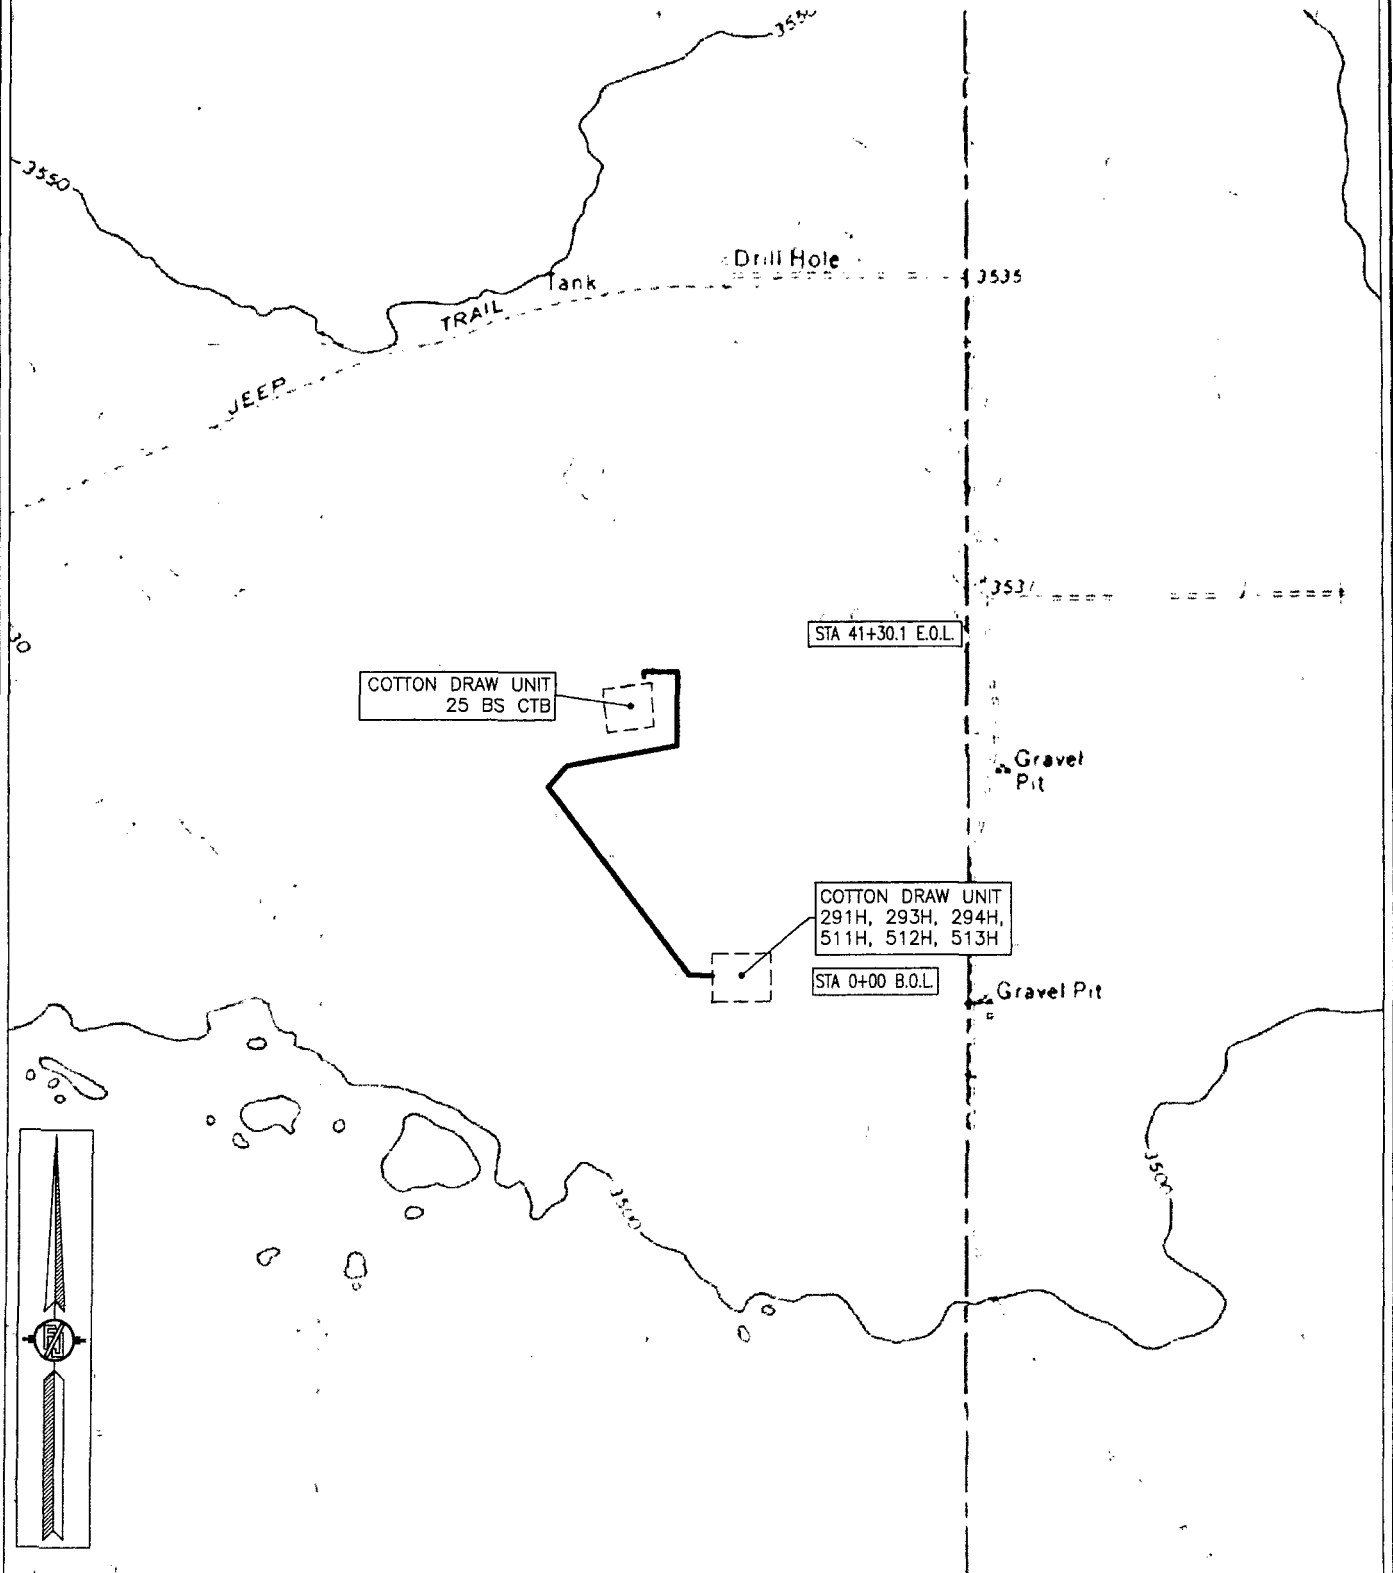 3550
3550
Drill Hole
3535
Tank
TRAIL
JEEP
STA 41+30.1 E.O.L.
COTTON DRAW UNIT
25 BS CTB
Gravel
Pit
COTTON DRAW UNIT
291H, 293H, 294H,
511H, 512H, 513H
STA 0+00 B.O.L.
Gravel Pit
3500
3500